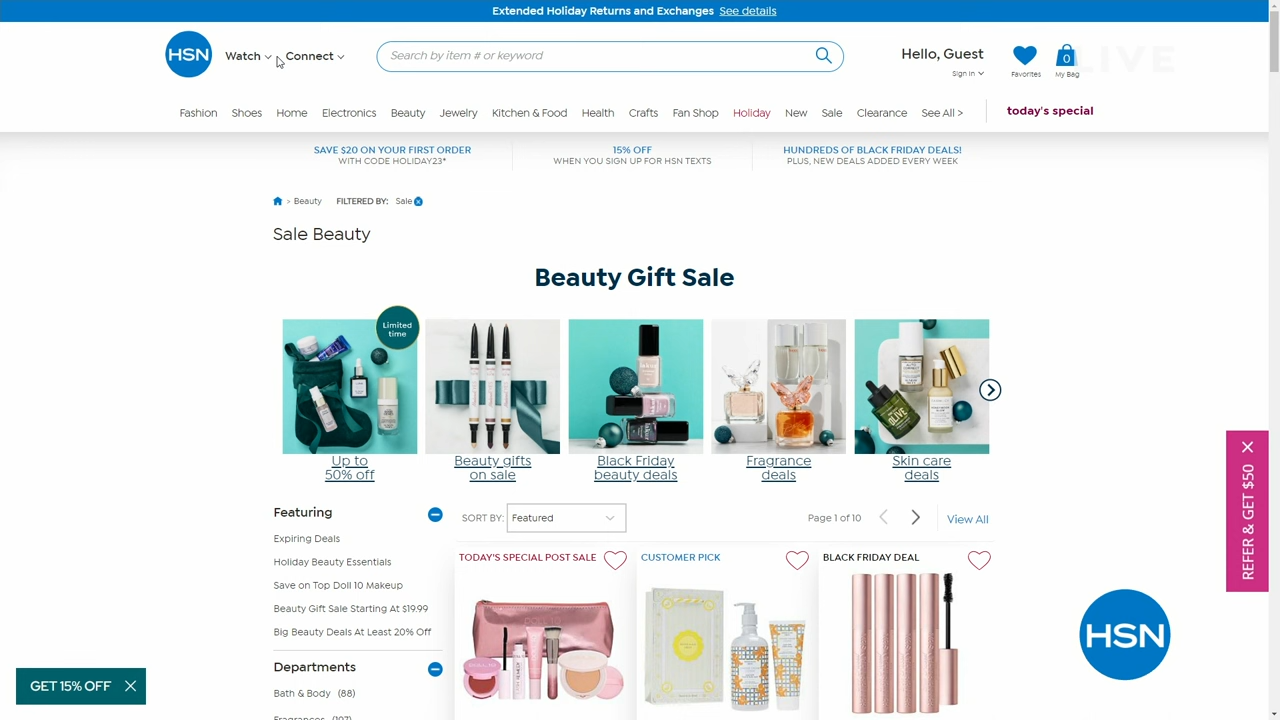 Extended Holiday Returns and Exchanges See details
HSN
Watch
Connect
Search by item # or keyword
Hello, Guest
Sign In
Favorites
0
My Bag
LIVE
Fashion Shoes Home Electronics Beauty Jewelry Kitchen & Food Health Crafts Fan Shop Holiday New Sale Clearance See All >
today's special
SAVE $20 ON YOUR FIRST ORDER
WITH CODE HOLIDAY23*
15% OFF
WHEN YOU SIGN UP FOR HSN TEXTS
HUNDREDS OF BLACK FRIDAY DEALS!
PLUS, NEW DEALS ADDED EVERY WEEK
> Beauty FILTERED BY: Sale
Sale Beauty
Beauty Gift Sale
Limited
time
OLIVE
Up to
50% off
Beauty gifts
on sale
Black Friday
beauty deals
Fragrance
deals
Skin care
deals
Featuring
Expiring Deals
Holiday Beauty Essentials
Save on Top Doll 10 Makeup
Beauty Gift Sale Starting At $19.99
Big Beauty Deals At Least 20% Off
Departments
Bath & Body (88)
Fragrances (107)
SORT BY: Featured
Page 1 of 10
View All
TODAY'S SPECIAL POST SALE
CUSTOMER PICK
BLACK FRIDAY DEAL
REFER & GET $50
GET 15% OFF
HSN